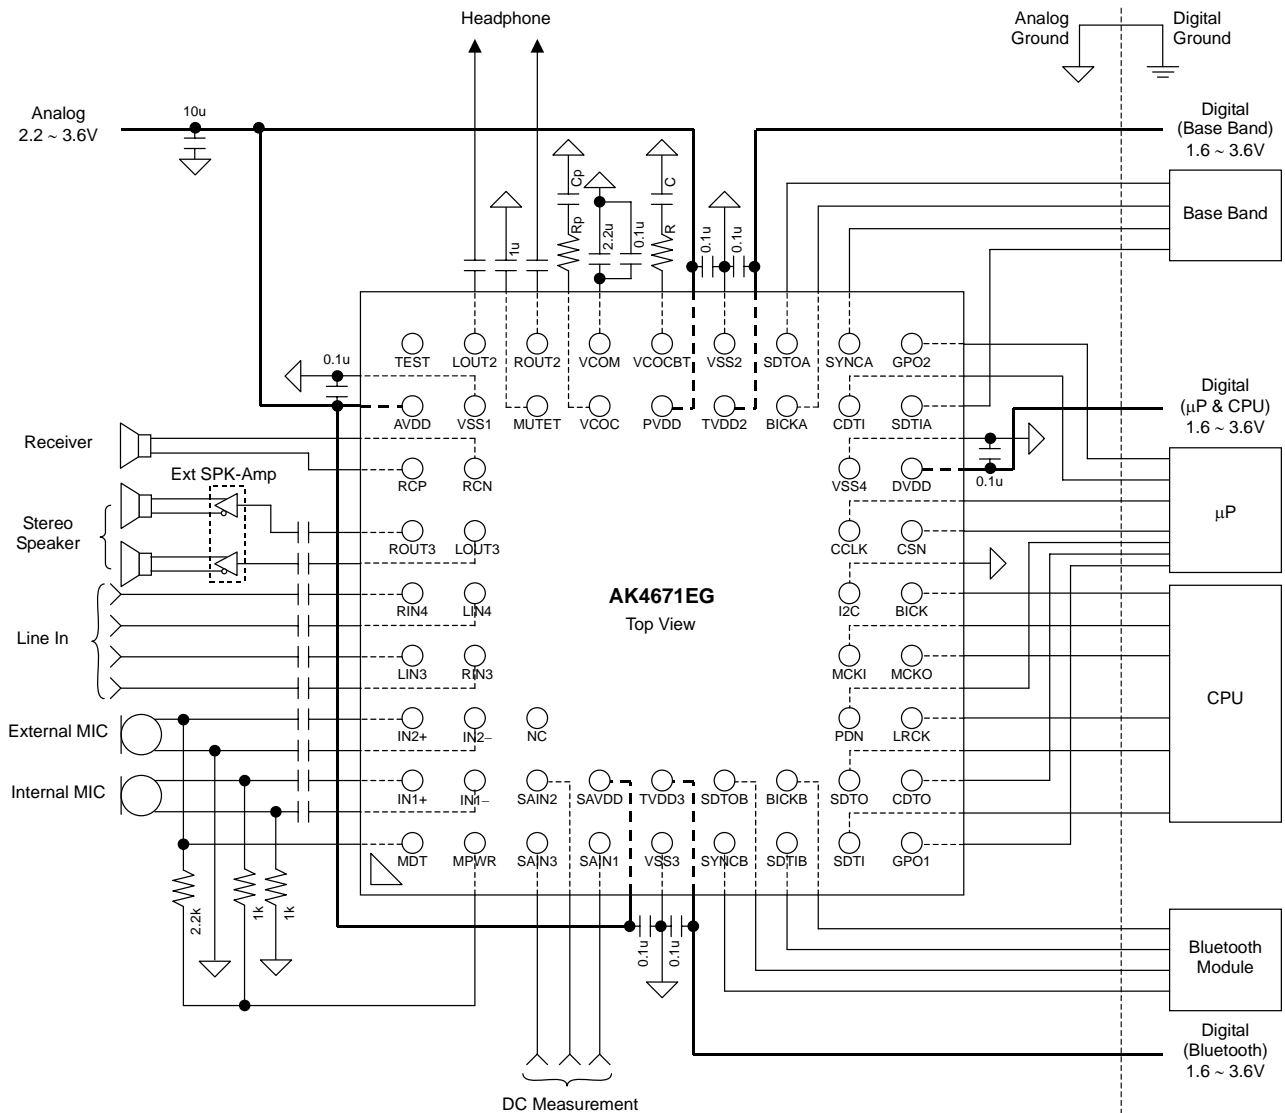 Headphone
Analog
Ground
Digital
Ground
Analog
2.2 ~ 3.6V
10u
Digital
(Base Band)
1.6 ~ 3.6V
Base Band
1u
Cp
Rp
2.2u
0.1u
C
R
0.1u
0.1u
TEST
LOUT2
ROUT2
VCOM
VCOCBT
VSS2
SDTOA
SYNCA
GPO2
0.1u
AVDD
VSS1
MUTET
VCOC
PVDD
TVDD2
BICKA
CDTI
SDTIA
Digital
(μP & CPU)
1.6 ~ 3.6V
Receiver
RCP
RCN
VSS4
DVDD
0.1u
Ext SPK-Amp
Stereo
Speaker
ROUT3
LOUT3
CCLK
CSN
μP
AK4671EG
Top View
RIN4
LIN4
I2C
BICK
Line In
LIN3
RIN3
MCKI
MCKO
CPU
External MIC
IN2+
IN2−
NC
PDN
LRCK
Internal MIC
IN1+
IN1−
SAIN2
SAVDD
TVDD3
SDTOB
BICKB
SDTO
CDTO
MDT
MPWR
SAIN3
SAIN1
VSS3
SYNCB
SDTIB
SDTI
GPO1
2.2k
1k
1k
0.1u
0.1u
Bluetooth
Module
Digital
(Bluetooth)
1.6 ~ 3.6V
DC Measurement